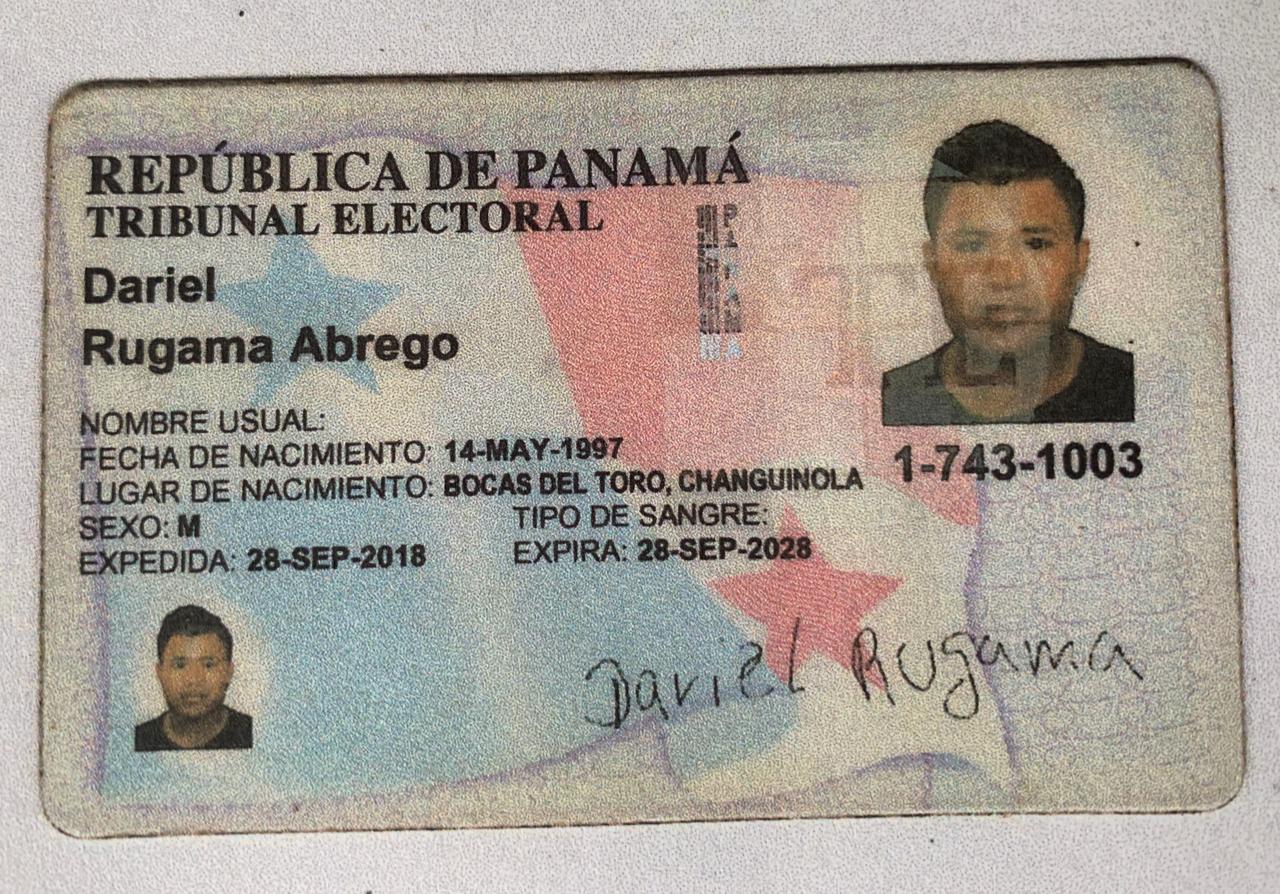 REPÚBLICA DE PANAMÁ
TRIBUNAL ELECTORAL
Dariel
Rugama Abrego
NOMBRE USUAL:
FECHA DE NACIMIENTO: 14-MAY-1997
LUGAR DE NACIMIENTO: BOCAS DEL TORO, CHANGUINOLA
SEXO: M
TIPO DE SANGRE:
EXPEDIDA: 28-SEP-2018
EXPIRA: 28-SEP-2028
1-743-1003
Dariel Rugama